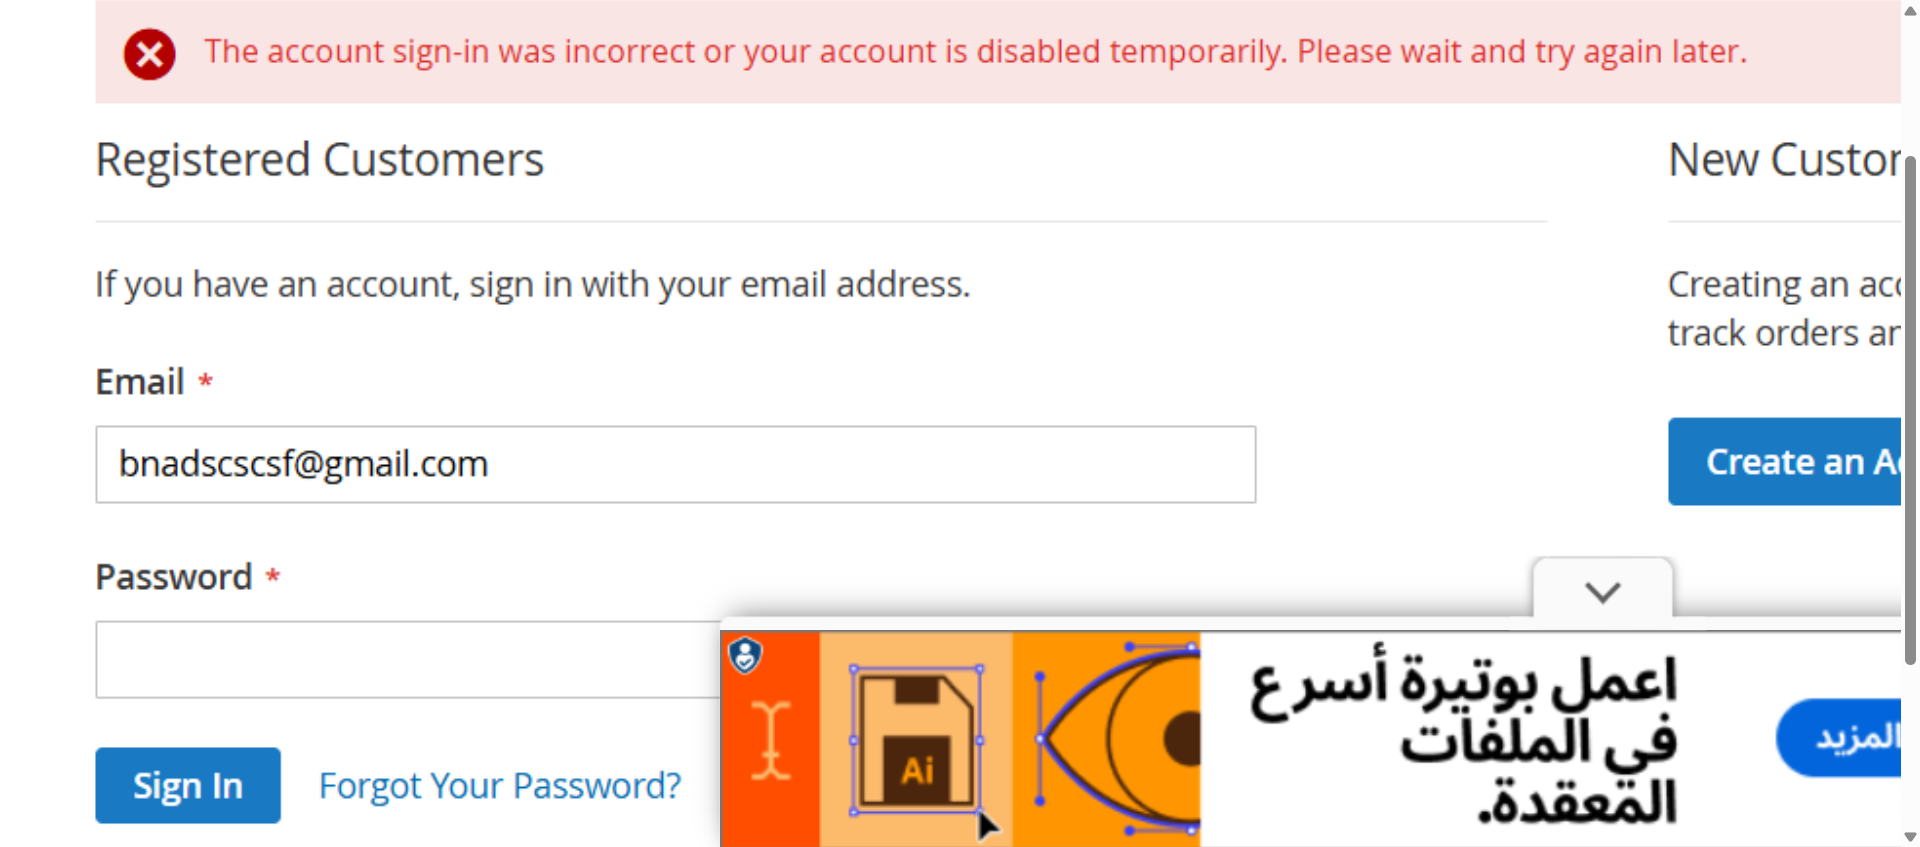 The account sign-in was incorrect or your account is disabled temporarily. Please wait and try again later.
Registered Customers
If you have an account, sign in with your email address.
Email *
bnadscscsf@gmail.com
Password *
Sign In
Forgot Your Password?
New Custor
Creating an acc
track orders ar
Create an Ac
Ai
اعمل بوتيرة أسرع
في الملفات
المعقدة.
المزيد